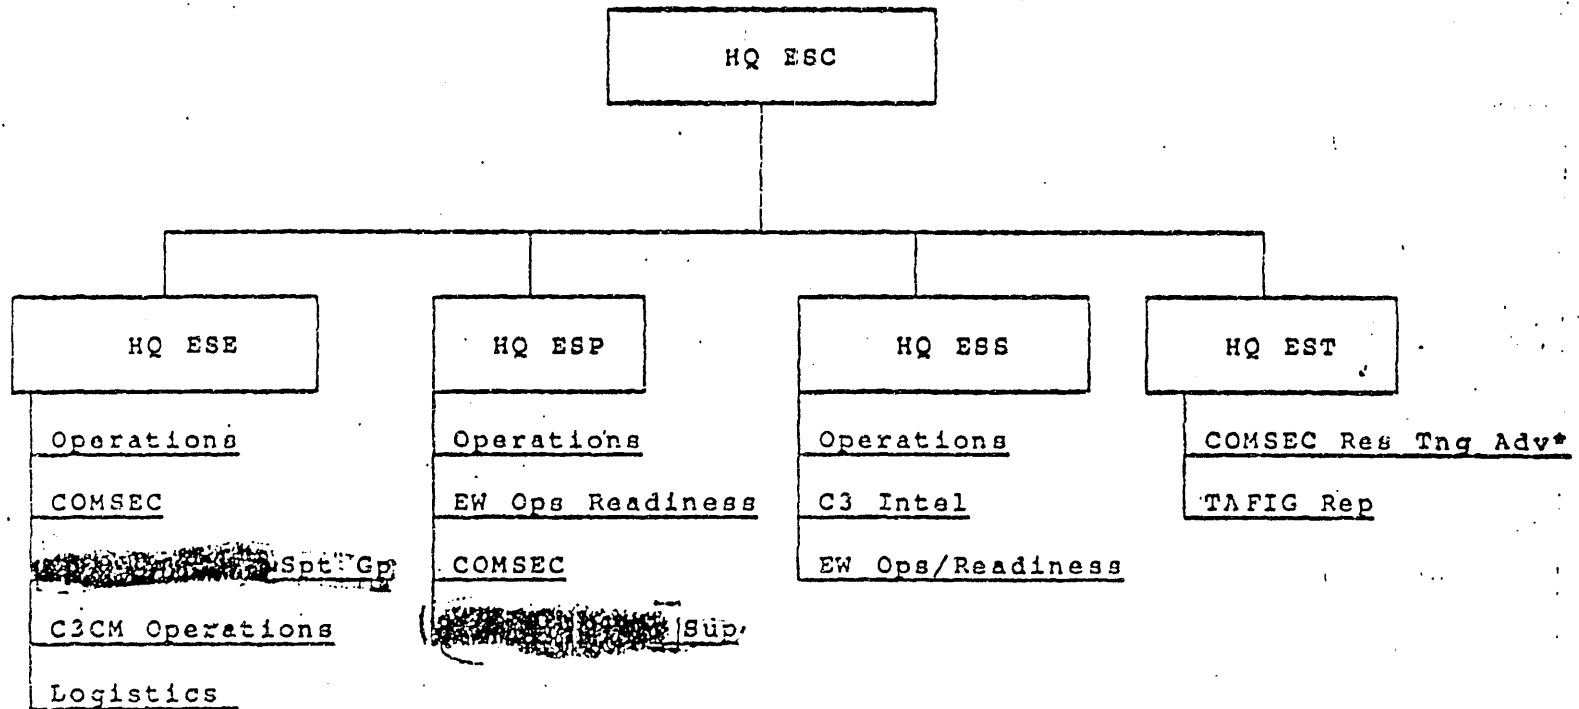 HQ ESC
HQ ESE
Operations
COMSEC
Spt Gp
C3CM Operations
Logistics
HQ ESP
Operations
EW Ops Readiness
COMSEC
Sup
HQ ESS
Operations
C3 Intel
EW Ops/Readiness
HQ EST
COMSEC Res Tng Adv*
TAFIG Rep